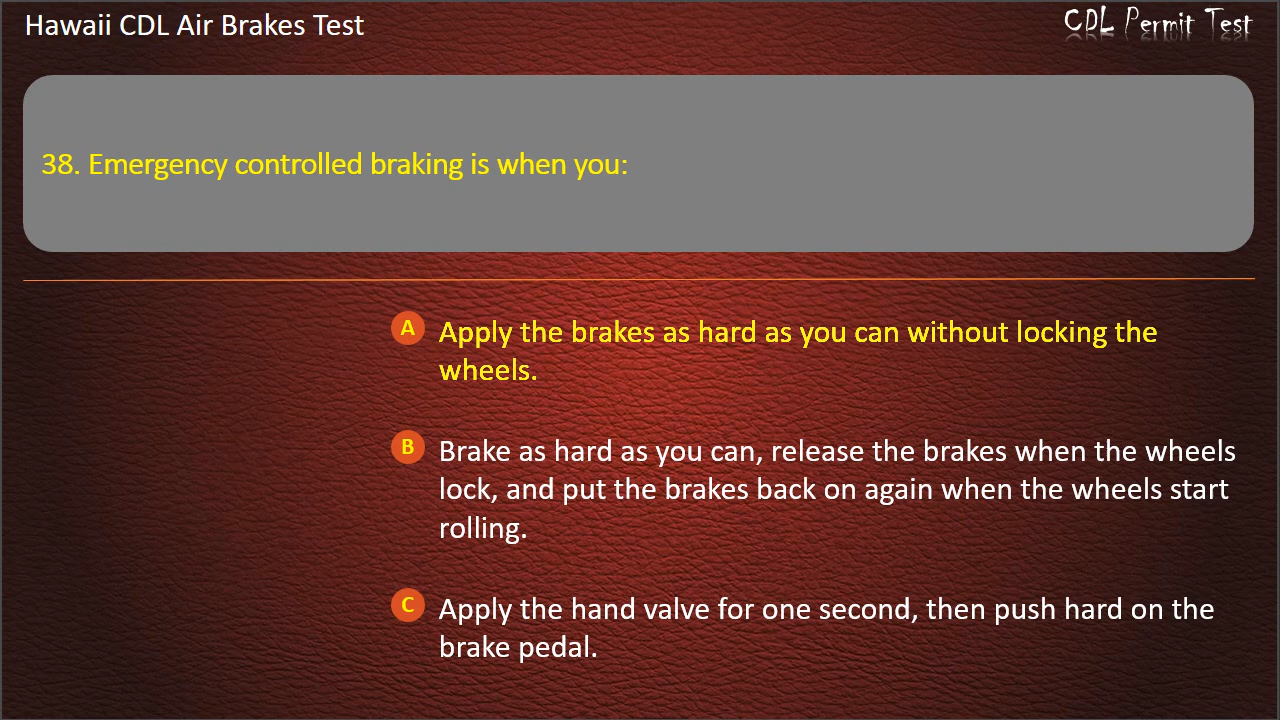 Hawaii CDL Air Brakes Test
CDL Permit Test
38. Emergency controlled braking is when you:
A Apply the brakes as hard as you can without locking the
wheels.
B Brake as hard as you can, release the brakes when the wheels
lock, and put the brakes back on again when the wheels start
rolling.
C Apply the hand valve for one second, then push hard on the
brake pedal.